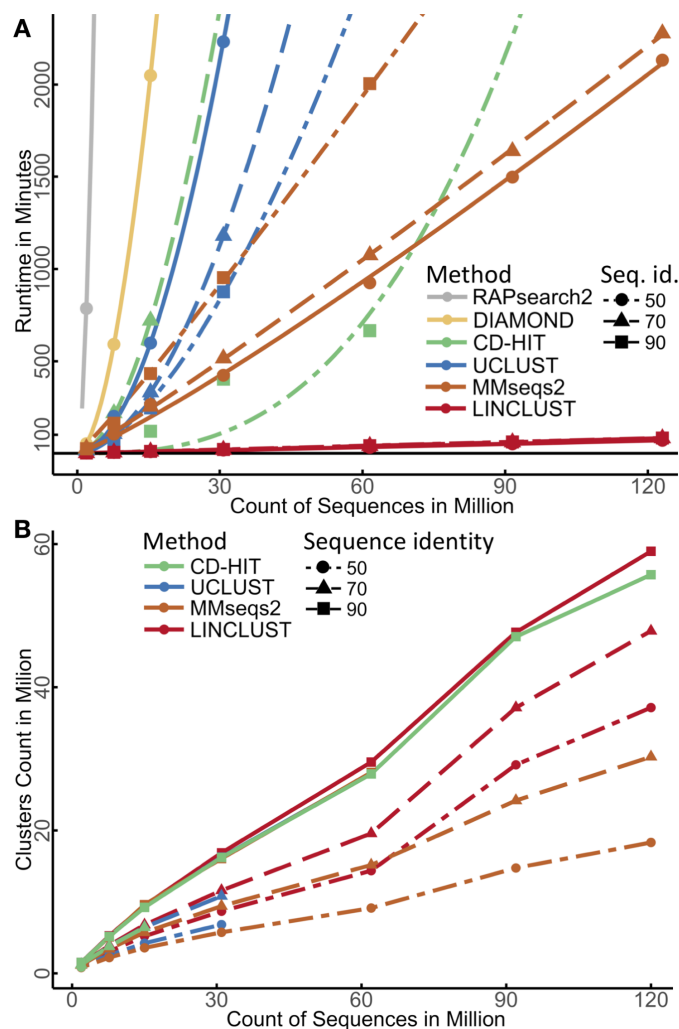 A
Runtime in Minutes
2000
1500
1000
500
100
Method
RAPsearch2
DIAMOND
CD-HIT
UCLUST
MMseqs2
LINCLUST
Seq. id.
50
70
90
0
30
60
90
120
Count of Sequences in Million
B
Clusters Count in Milion
60
40
20
0
Method
CD-HIT
UCLUST
MMseqs2
LINCLUST
Sequence identity
50
70
90
0
30
60
90
120
Count of Sequences in Million